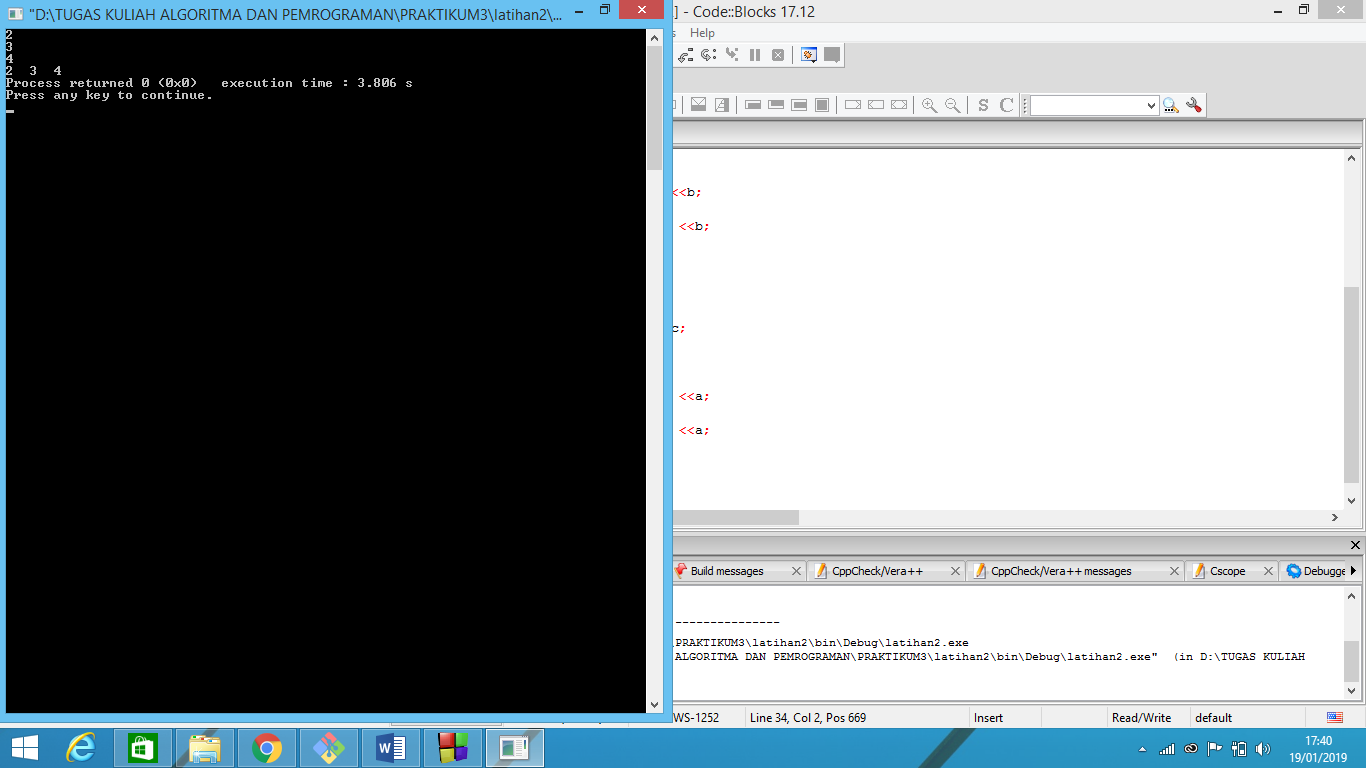 "D:\TUGAS KULIAH ALGORITMA DAN PEMROGRAMAN\PRAKTIKUM3\latihan2\...
2
3
4
2  3  4
Process returned 0 (0x0)   execution time : 3.806 s
Press any key to continue.
] - Code::Blocks 17.12
Help
S C
<<b;
<<b;
c;
<<a;
<<a;
Build messages
CppCheck/Vera++
CppCheck/Vera++ messages
Cscope
Debugge
--------------
PRAKTIKUM3\latihan2\bin\Debug\latihan2.exe
ALGORITMA DAN PEMROGRAMAN\PRAKTIKUM3\latihan2\bin\Debug\latihan2.exe"  (in D:\TUGAS KULIAH
WS-1252
Line 34, Col 2, Pos 669
Insert
Read/Write
default
17:40
19/01/2019